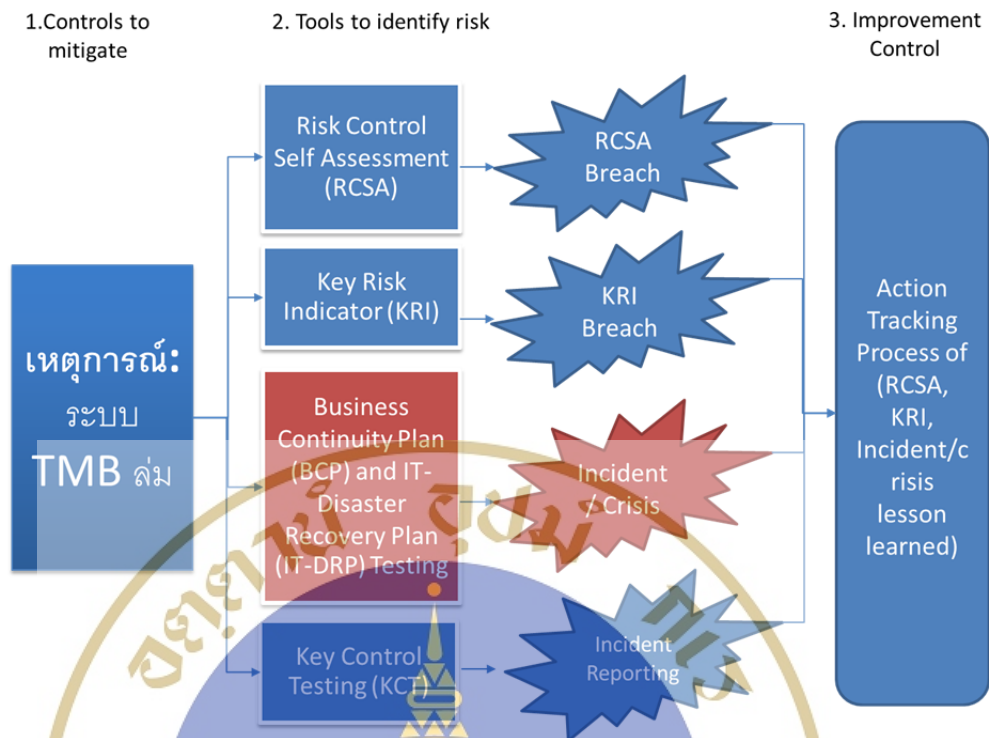 1.Controls to
mitigate
2. Tools to identify risk
3. Improvement
Control
เหตุการณ์:
ระบบ
TMB ล่ม
Risk Control
Self Assessment
(RCSA)
RCSA
Breach
Key Risk
Indicator (KRI)
KRI
Breach
Business
Continuity Plan
(BCP) and IT-
Disaster
Recovery Plan
(IT-DRP) Testing
Incident
/ Crisis
Key Control
Testing (KCT)
Incident
Reporting
Action
Tracking
Process of
(RCSA,
KRI,
Incident/c
risis
lesson
learned)